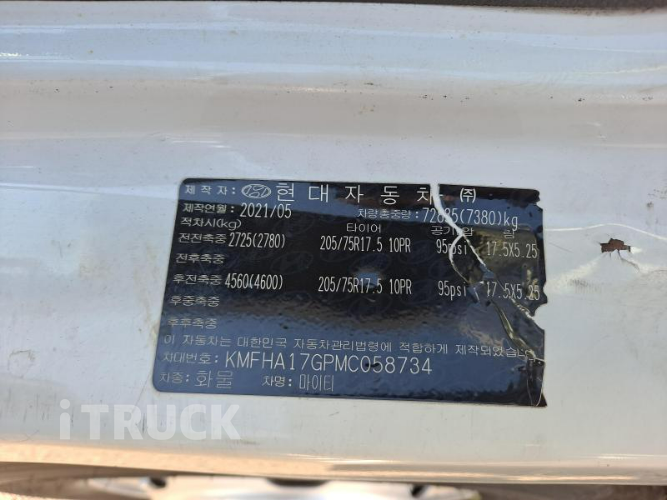 제 작 자 : 현 대 자 동 차 ㈜
제작연월 : 2021/05 차량총중량: (7380)kg
적차시(kg) 타이어 공기압 림
전전축중 2725(2780) 205/75R17.5 10PR 95psi 17.5X5.25
전후축중
후전축중 4560(4600) 205/75R17.5 10PR 95psi 17.5X5.25
후중축중
후후축중
이 자동차는 대한민국 자동차관리법령에 적합하게 제작되었습니
차대번호: KMFHA17GPMC058734
차종: 화물 차명: 마이티
iTRUCK